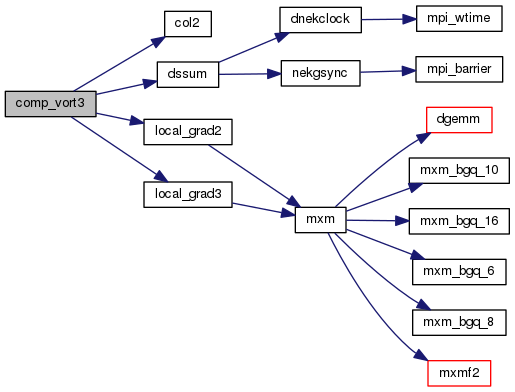 comp_vort3
col2
dssum
local_grad2
local_grad3
dnekclock
nekgsync
mxm
mpi_wtime
mpi_barrier
dgemm
mxm_bgq_10
mxm_bgq_16
mxm_bgq_6
mxm_bgq_8
mxmf2